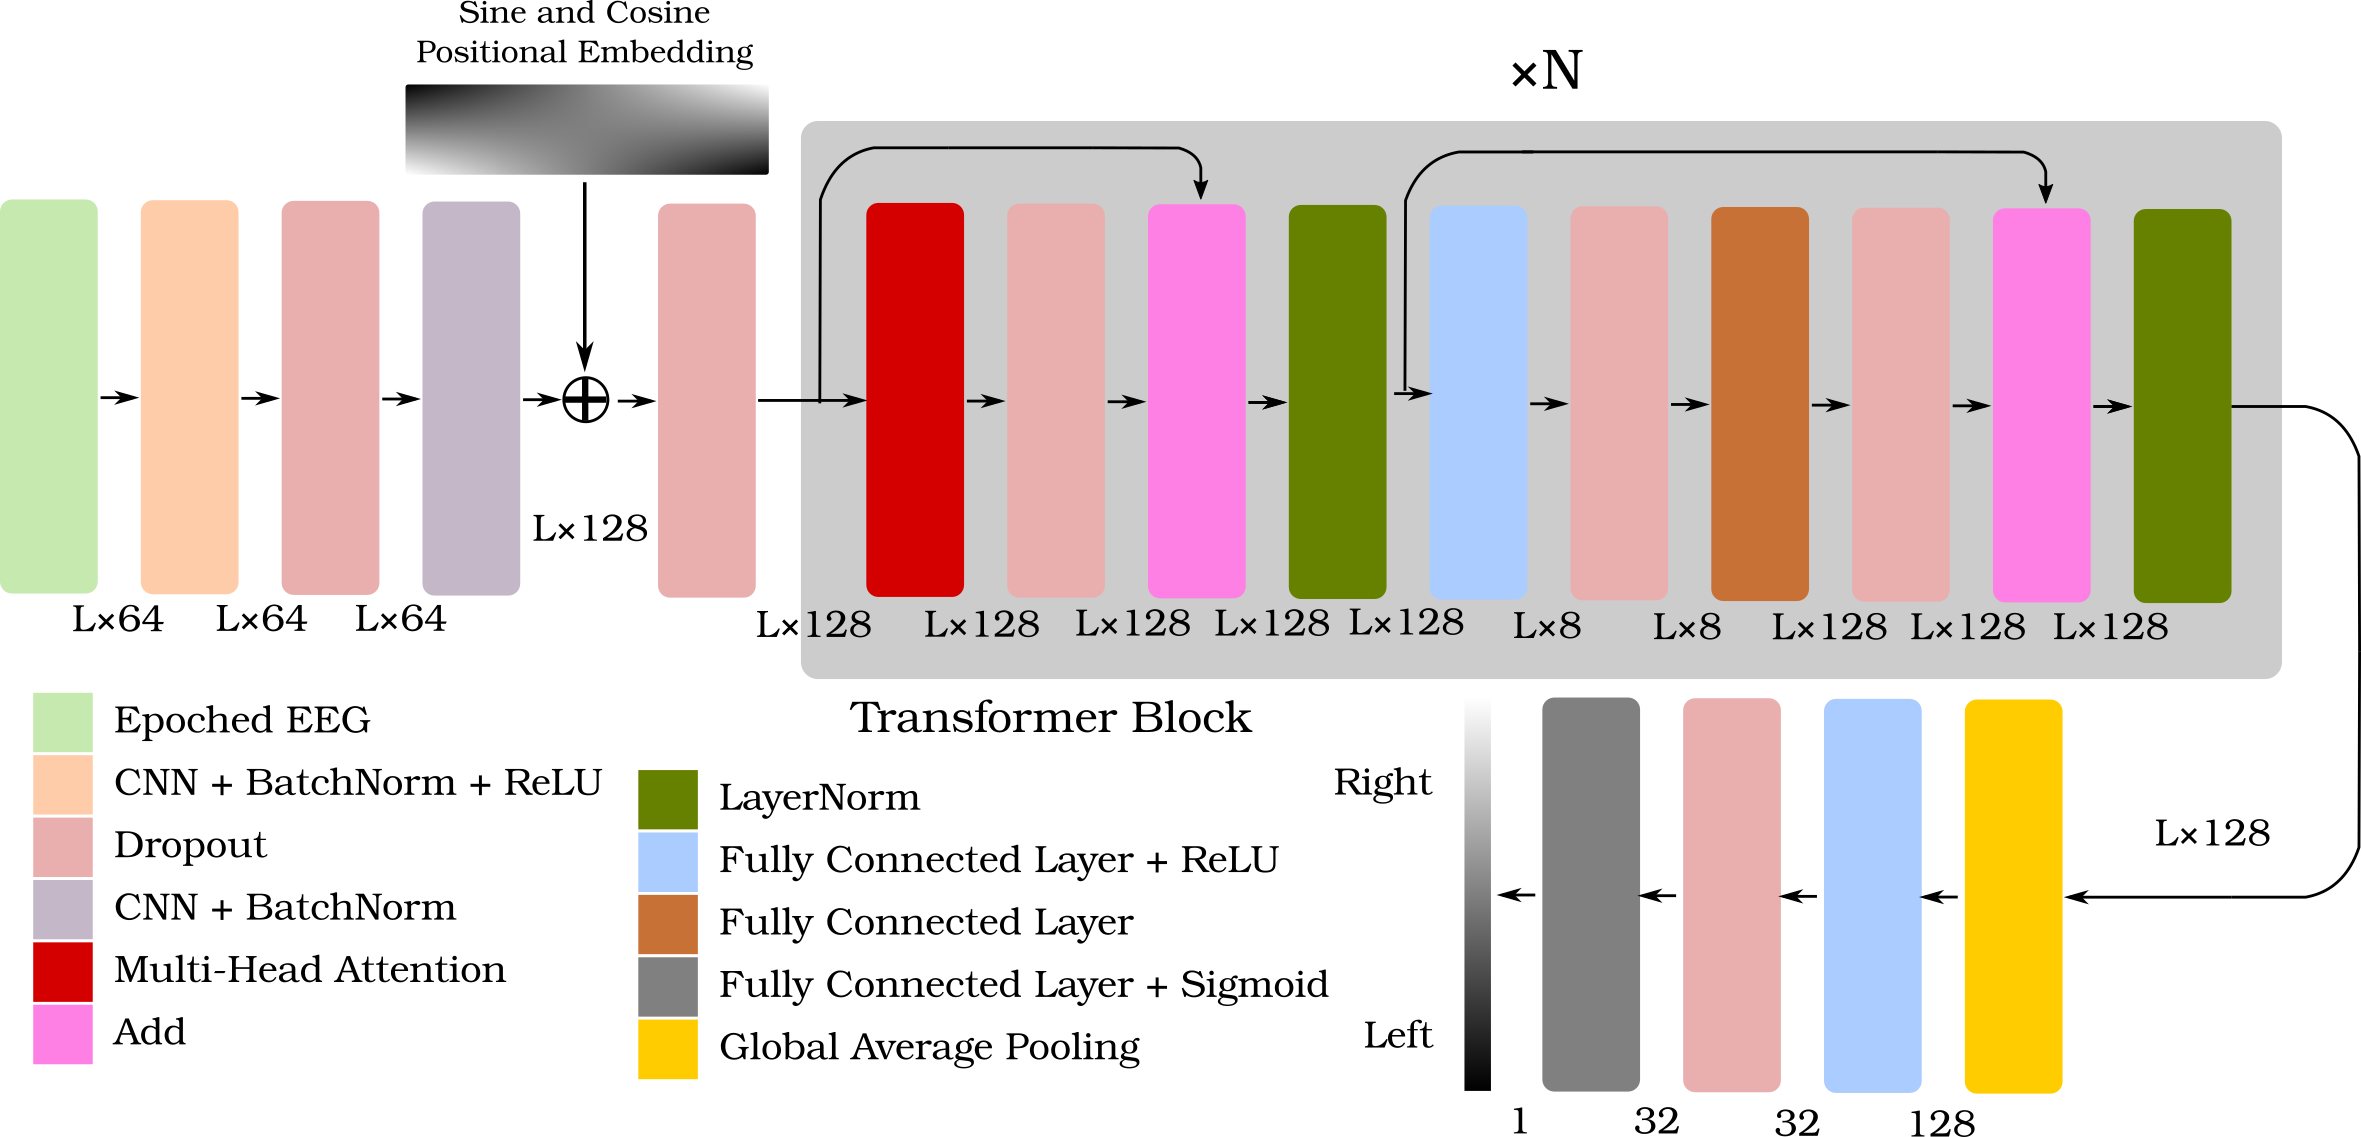 Sine and Cosine
Positional Embedding
×N
L×128
L×64
L×64
L×64
L×128
L×128
L×128
L×128
L×128
L×8
L×8
L×128
L×128
L×128
Transformer Block
Epoched EEG
CNN + BatchNorm + ReLU
Dropout
CNN + BatchNorm
Multi-Head Attention
Add
LayerNorm
Fully Connected Layer + ReLU
Fully Connected Layer
Fully Connected Layer + Sigmoid
Global Average Pooling
Right
Left
L×128
1
32
32
128